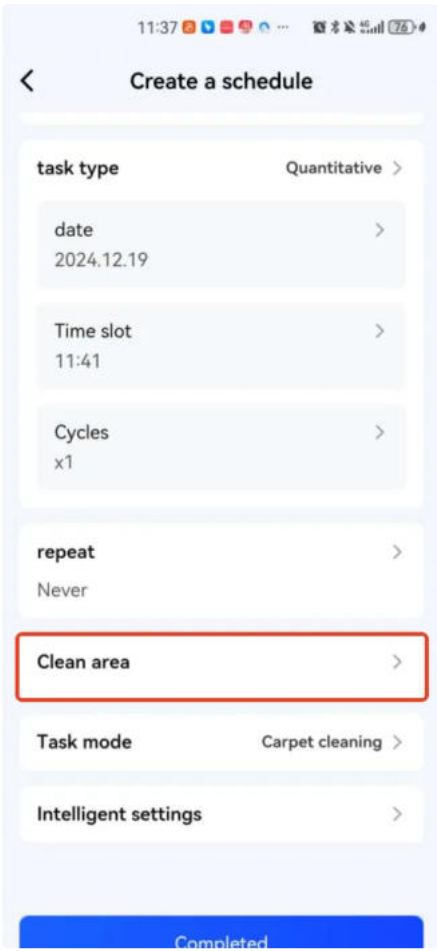 11:37 ... 76
Create a schedule
task type Quantitative
date
2024.12.19
Time slot
11:41
Cycles
x1
repeat
Never
Clean area
Task mode Carpet cleaning
Intelligent settings
Completed